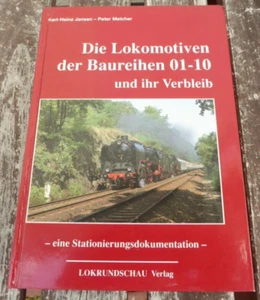 Carl-Heinz Jansen – Peter Melcher
Die Lokomotiven
der Baureihen 01-10
und ihr Verbleib
– eine Stationierungsdokumentation –
LOKRUNDSCHAU Verlag